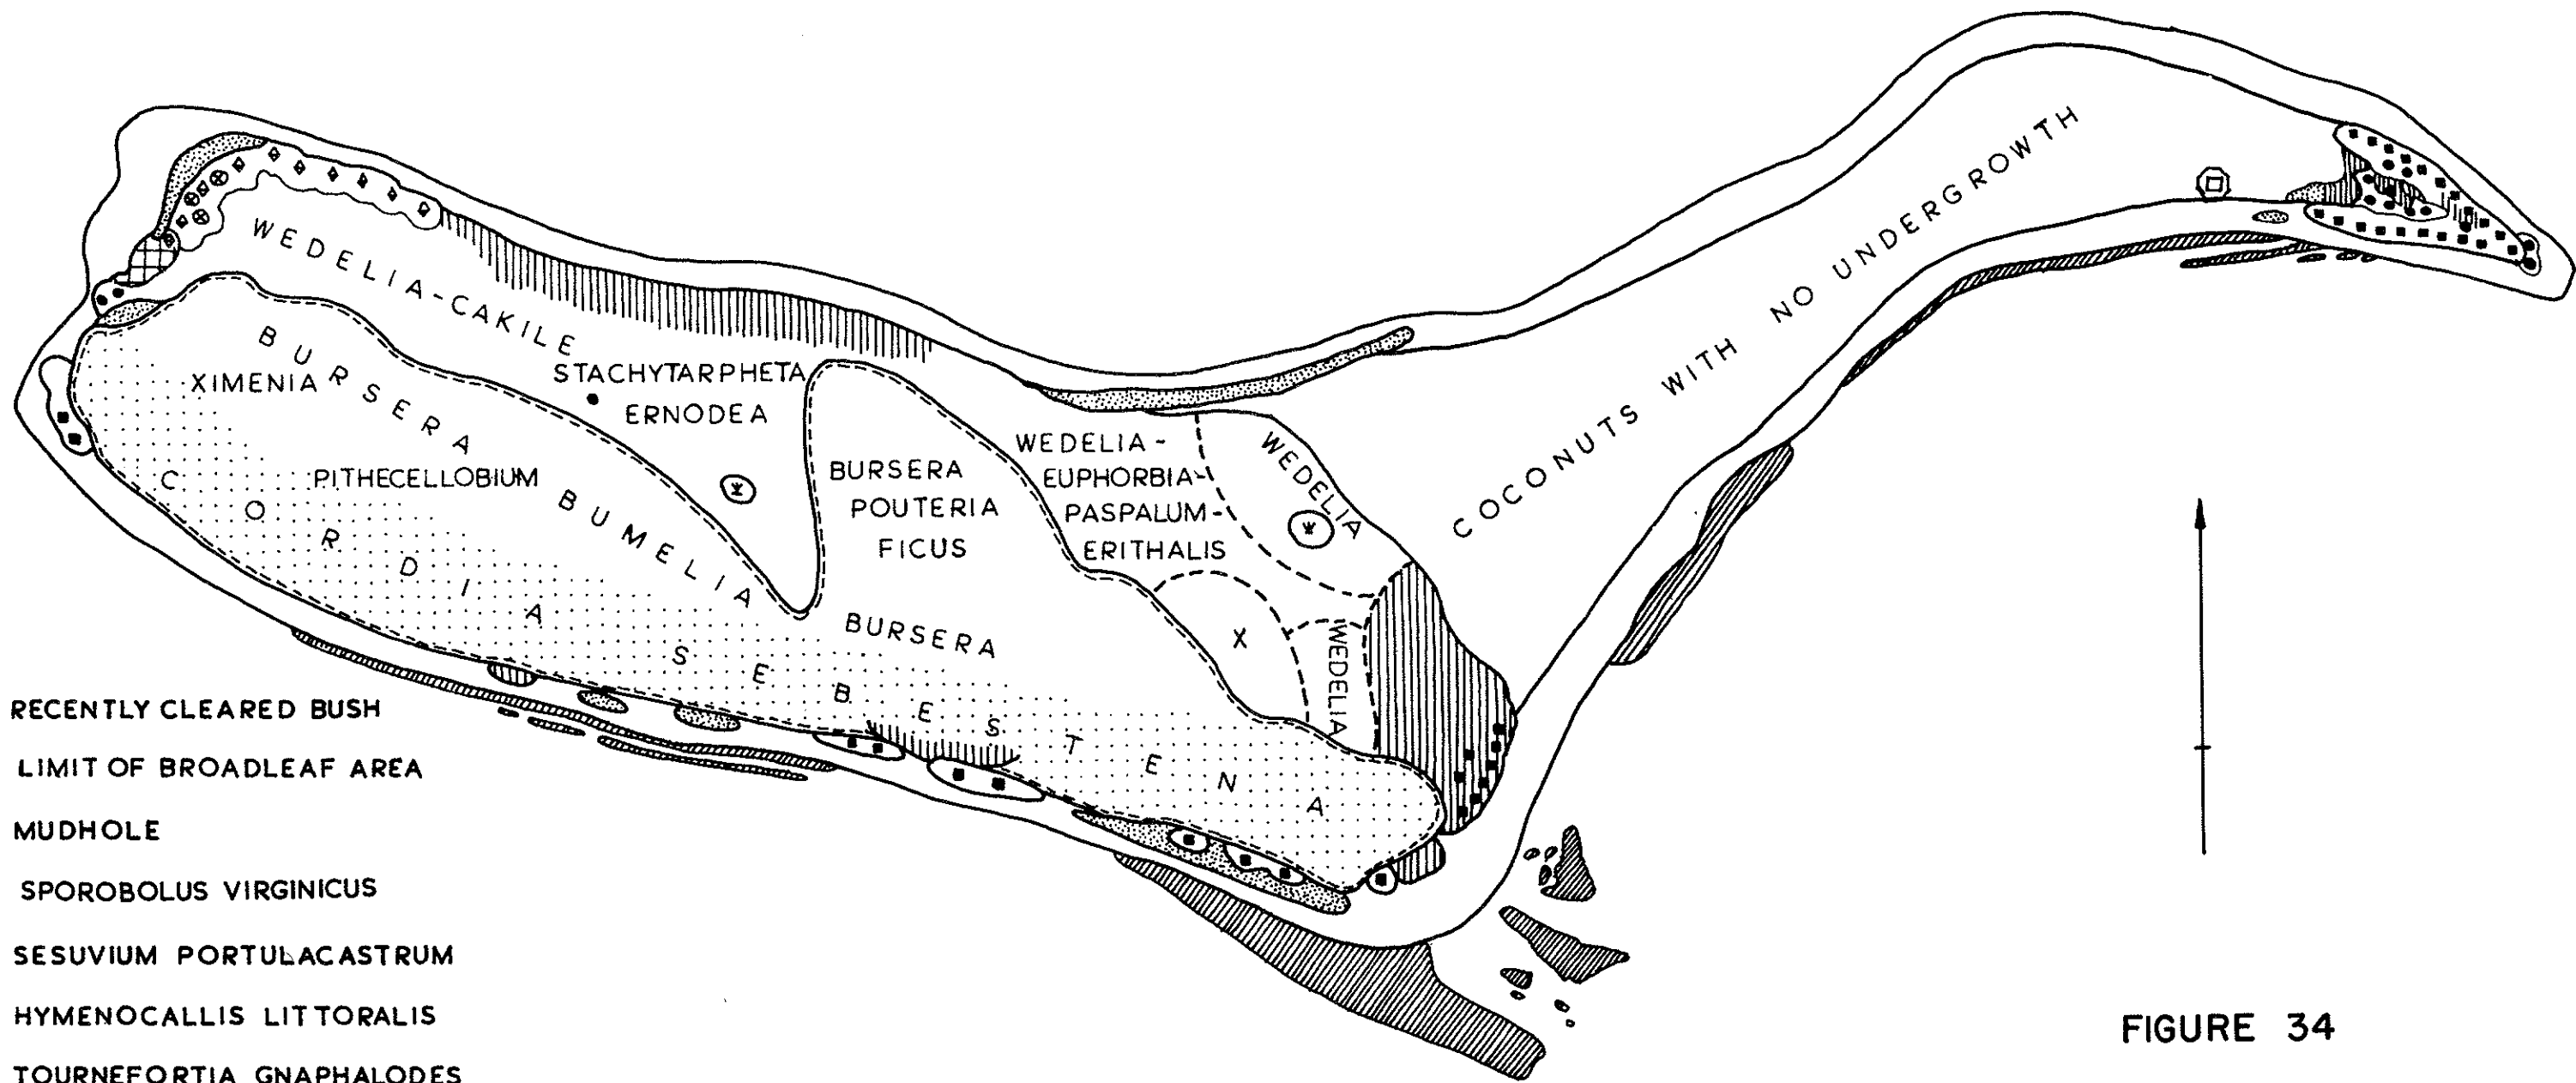 WEDELIA-CAKILE
BURSERA BUMELIA
XIMENIA
STACHYTARPHETA
ERNODEA
PITHECELLOBIUM
CORDIA SEBESTENA
BURSERA
POUTERIA
FICUS
BURSERA
WEDELIA-
EUPHORBIA-
PASPALUM-
ERITHALIS
WEDELIA
X
WEDELIA
COCONUTS WITH NO UNDERGROWTH
RECENTLY CLEARED BUSH
LIMIT OF BROADLEAF AREA
MUDHOLE
SPOROBOLUS VIRGINICUS
SESUVIUM PORTULACASTRUM
HYMENOCALLIS LITTORALIS
TOURNEFORTIA GNAPHALODES
FIGURE 34